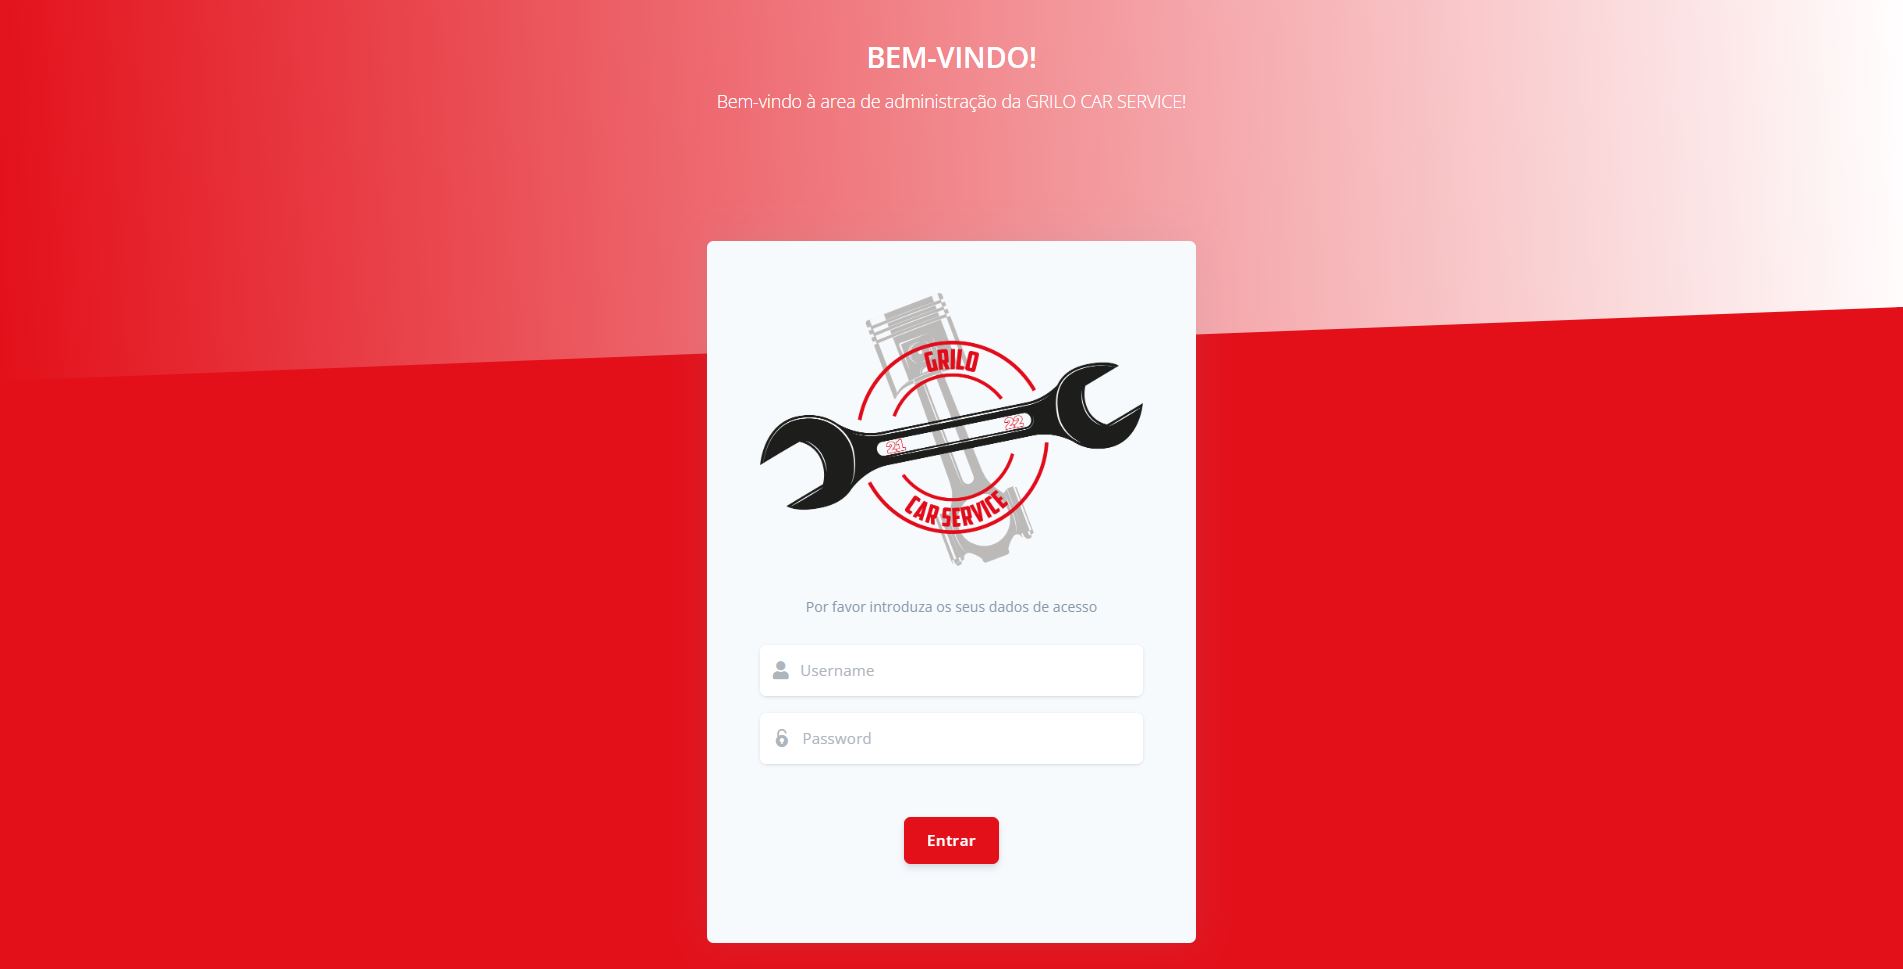 BEM-VINDO!
Bem-vindo à area de administração da GRILO CAR SERVICE!
GRILO
21
22
CAR SERVICE
Por favor introduza os seus dados de acesso
Username
Password
Entrar